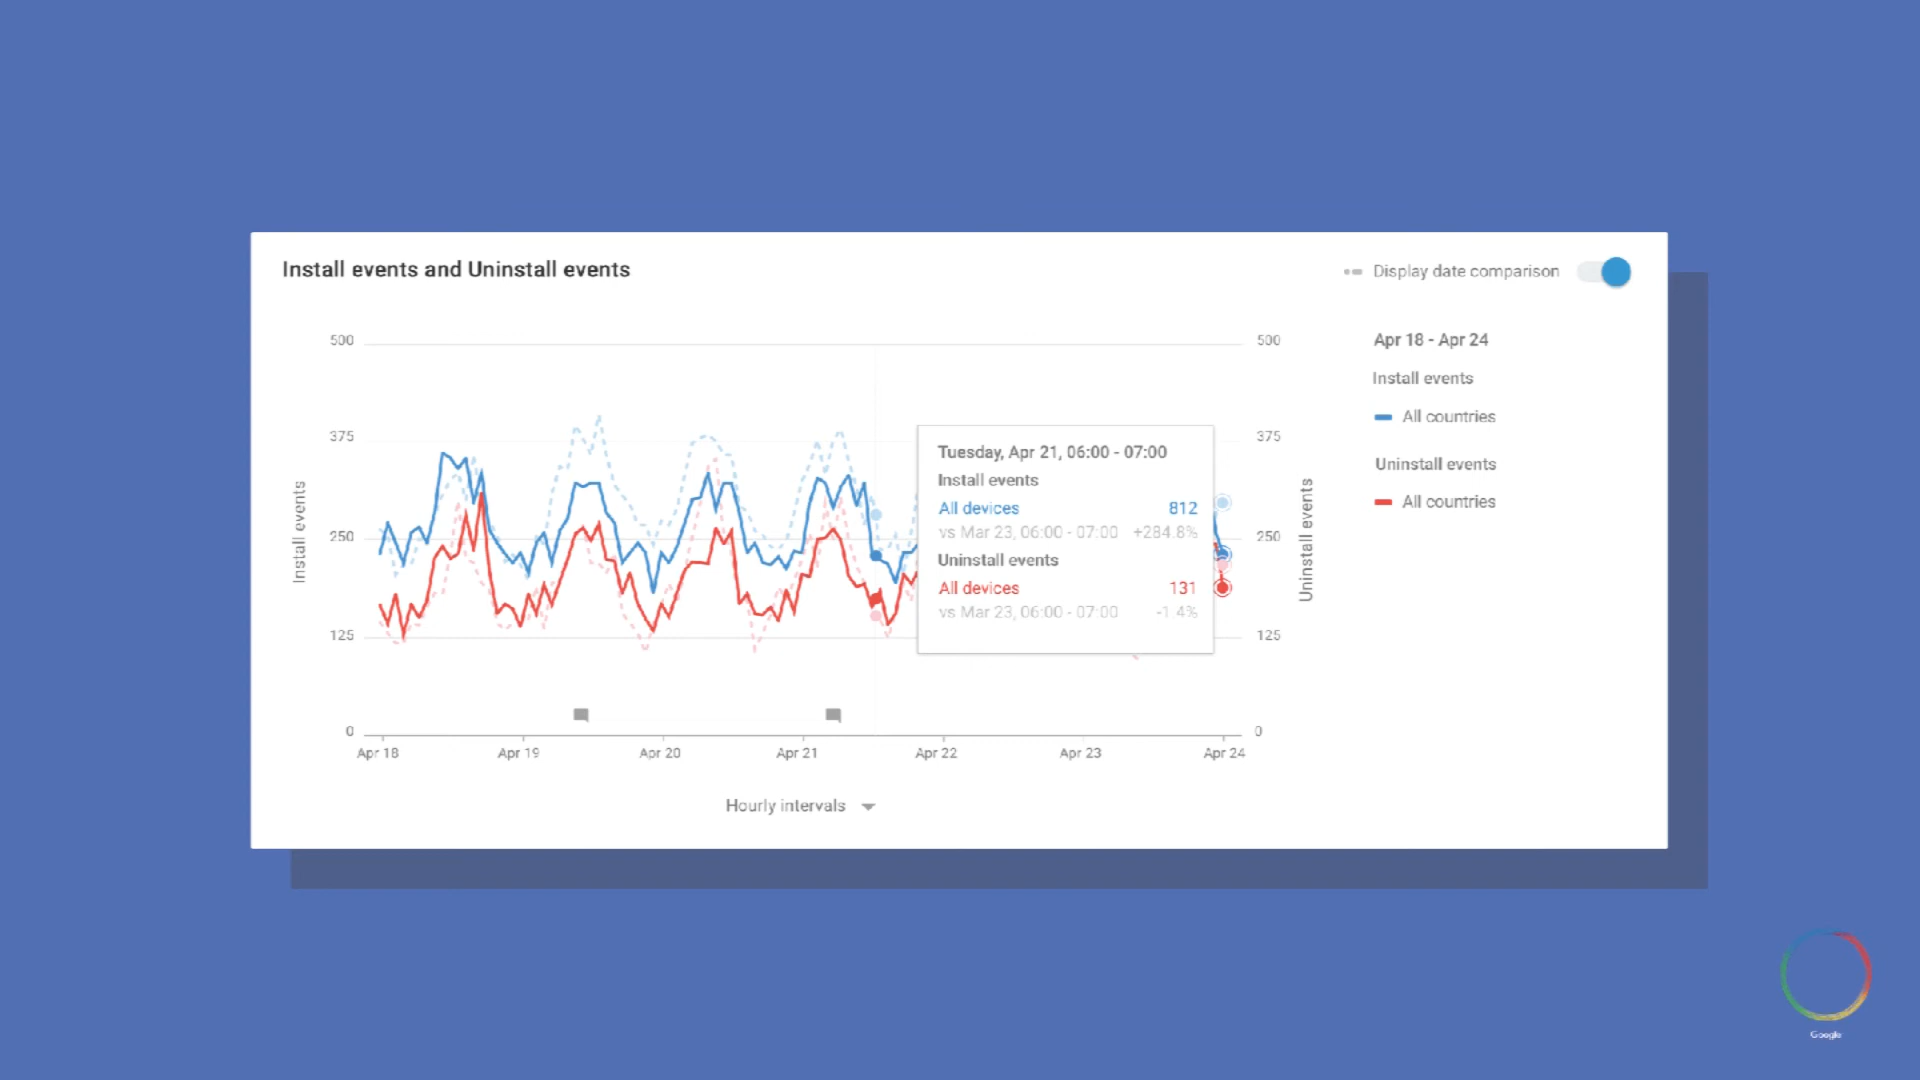 Install events and Uninstall events
Display date comparison
500
375
250
125
0
Install events
500
375
250
125
0
Uninstall events
Apr 18
Apr 19
Apr 20
Apr 21
Apr 22
Apr 23
Apr 24
Hourly intervals
Tuesday, Apr 21, 06:00 - 07:00
Install events
All devices 812
vs Mar 23, 06:00 - 07:00 +284.8%
Uninstall events
All devices 131
vs Mar 23, 06:00 - 07:00 -1.4%
Apr 18 - Apr 24
Install events
All countries
Uninstall events
All countries
Google